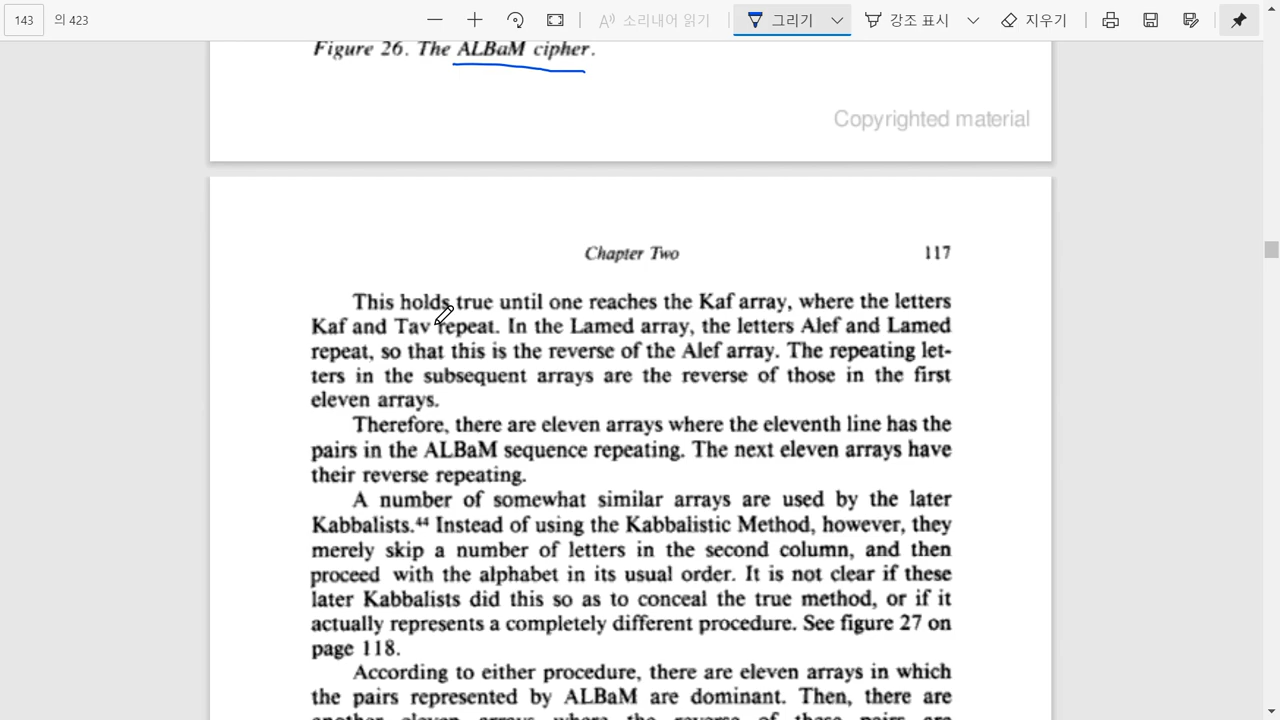 143 의 423 소리내어 읽기 그리기 강조 표시 지우기
Figure 26. The ALBaM cipher.
Copyrighted material
Chapter Two 117
This holds true until one reaches the Kaf array, where the letters
Kaf and Tav repeat. In the Lamed array, the letters Alef and Lamed
repeat, so that this is the reverse of the Alef array. The repeating let-
ters in the subsequent arrays are the reverse of those in the first
eleven arrays.
Therefore, there are eleven arrays where the eleventh line has the
pairs in the ALBaM sequence repeating. The next eleven arrays have
their reverse repeating.
A number of somewhat similar arrays are used by the later
Kabbalists.⁴⁴ Instead of using the Kabbalistic Method, however, they
merely skip a number of letters in the second column, and then
proceed with the alphabet in its usual order. It is not clear if these
later Kabbalists did this so as to conceal the true method, or if it
actually represents a completely different procedure. See figure 27 on
page 118.
According to either procedure, there are eleven arrays in which
the pairs represented by ALBaM are dominant. Then, there are
another eleven arrays where the reverse of these pairs are